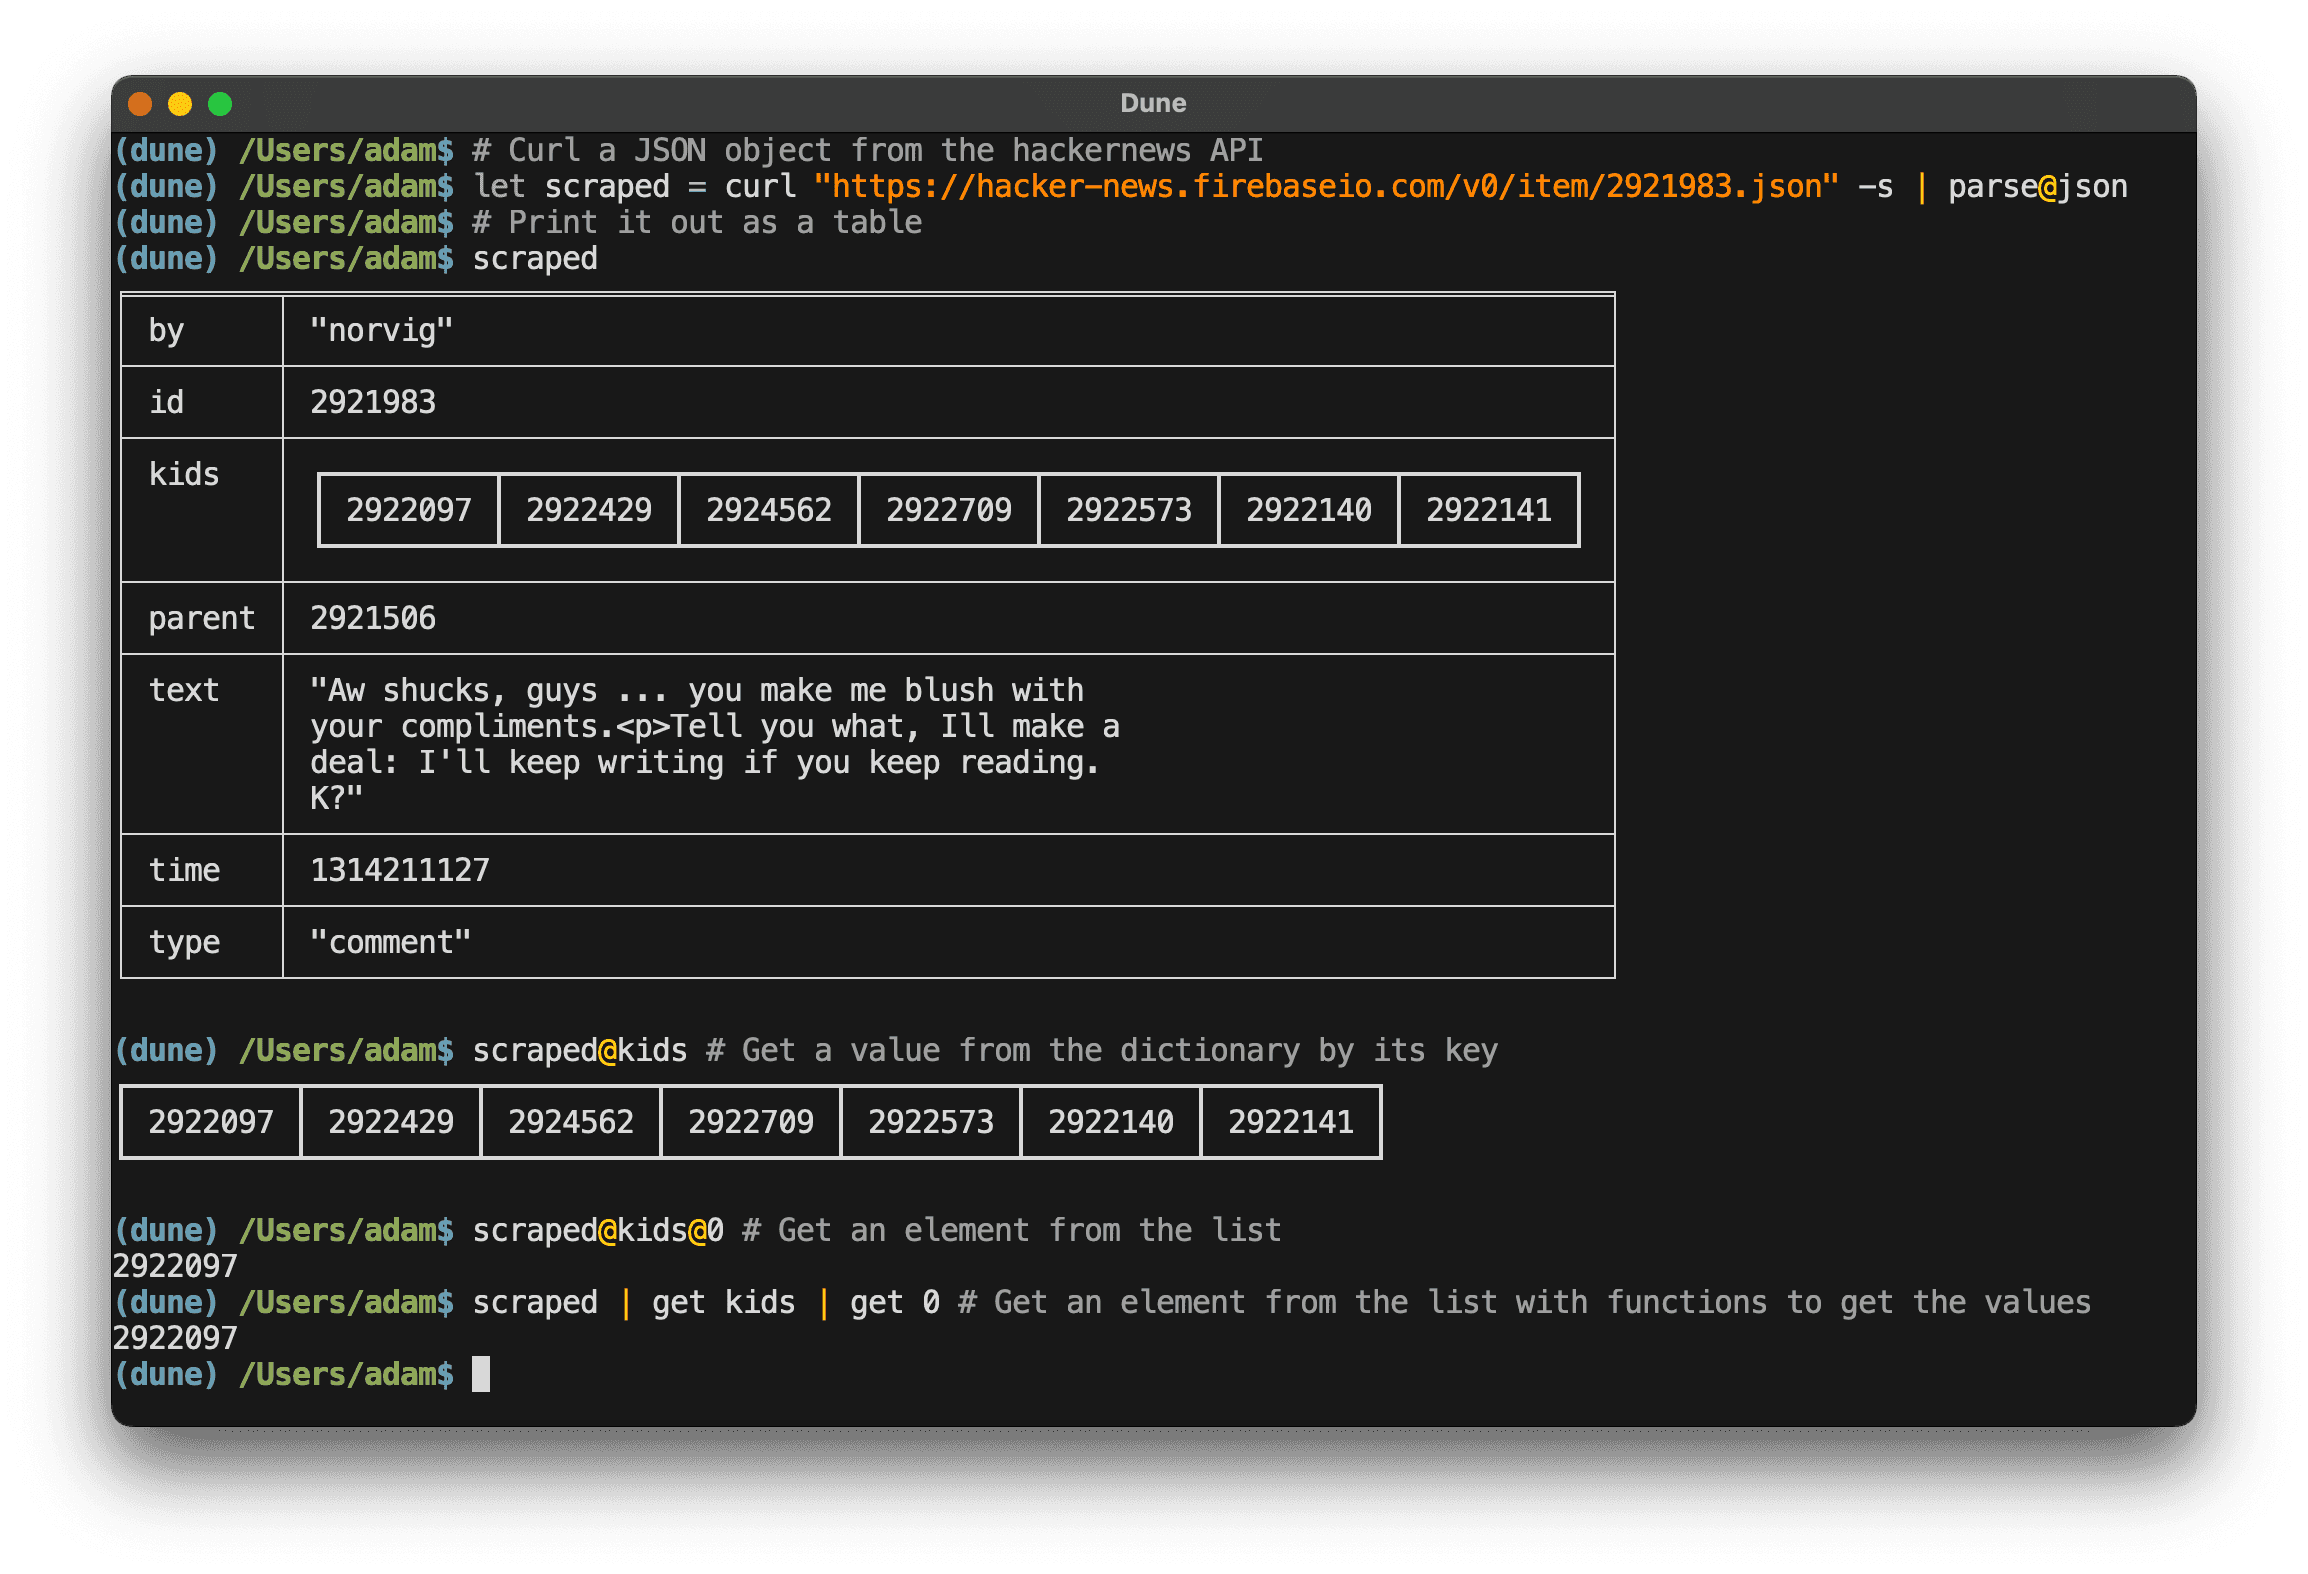 Dune
(dune) /Users/adam$ # Curl a JSON object from the hackernews API
(dune) /Users/adam$ let scraped = curl "https://hacker-news.firebaseio.com/v0/item/2921983.json" -s | parse@json
(dune) /Users/adam$ # Print it out as a table
(dune) /Users/adam$ scraped
by "norvig"
id 2921983
kids 2922097 2922429 2924562 2922709 2922573 2922140 2922141
parent 2921506
text "Aw shucks, guys ... you make me blush with
your compliments.<p>Tell you what, Ill make a
deal: I'll keep writing if you keep reading.
K?"
time 1314211127
type "comment"
(dune) /Users/adam$ scraped@kids # Get a value from the dictionary by its key
2922097 2922429 2924562 2922709 2922573 2922140 2922141
(dune) /Users/adam$ scraped@kids@0 # Get an element from the list
2922097
(dune) /Users/adam$ scraped | get kids | get 0 # Get an element from the list with functions to get the values
2922097
(dune) /Users/adam$